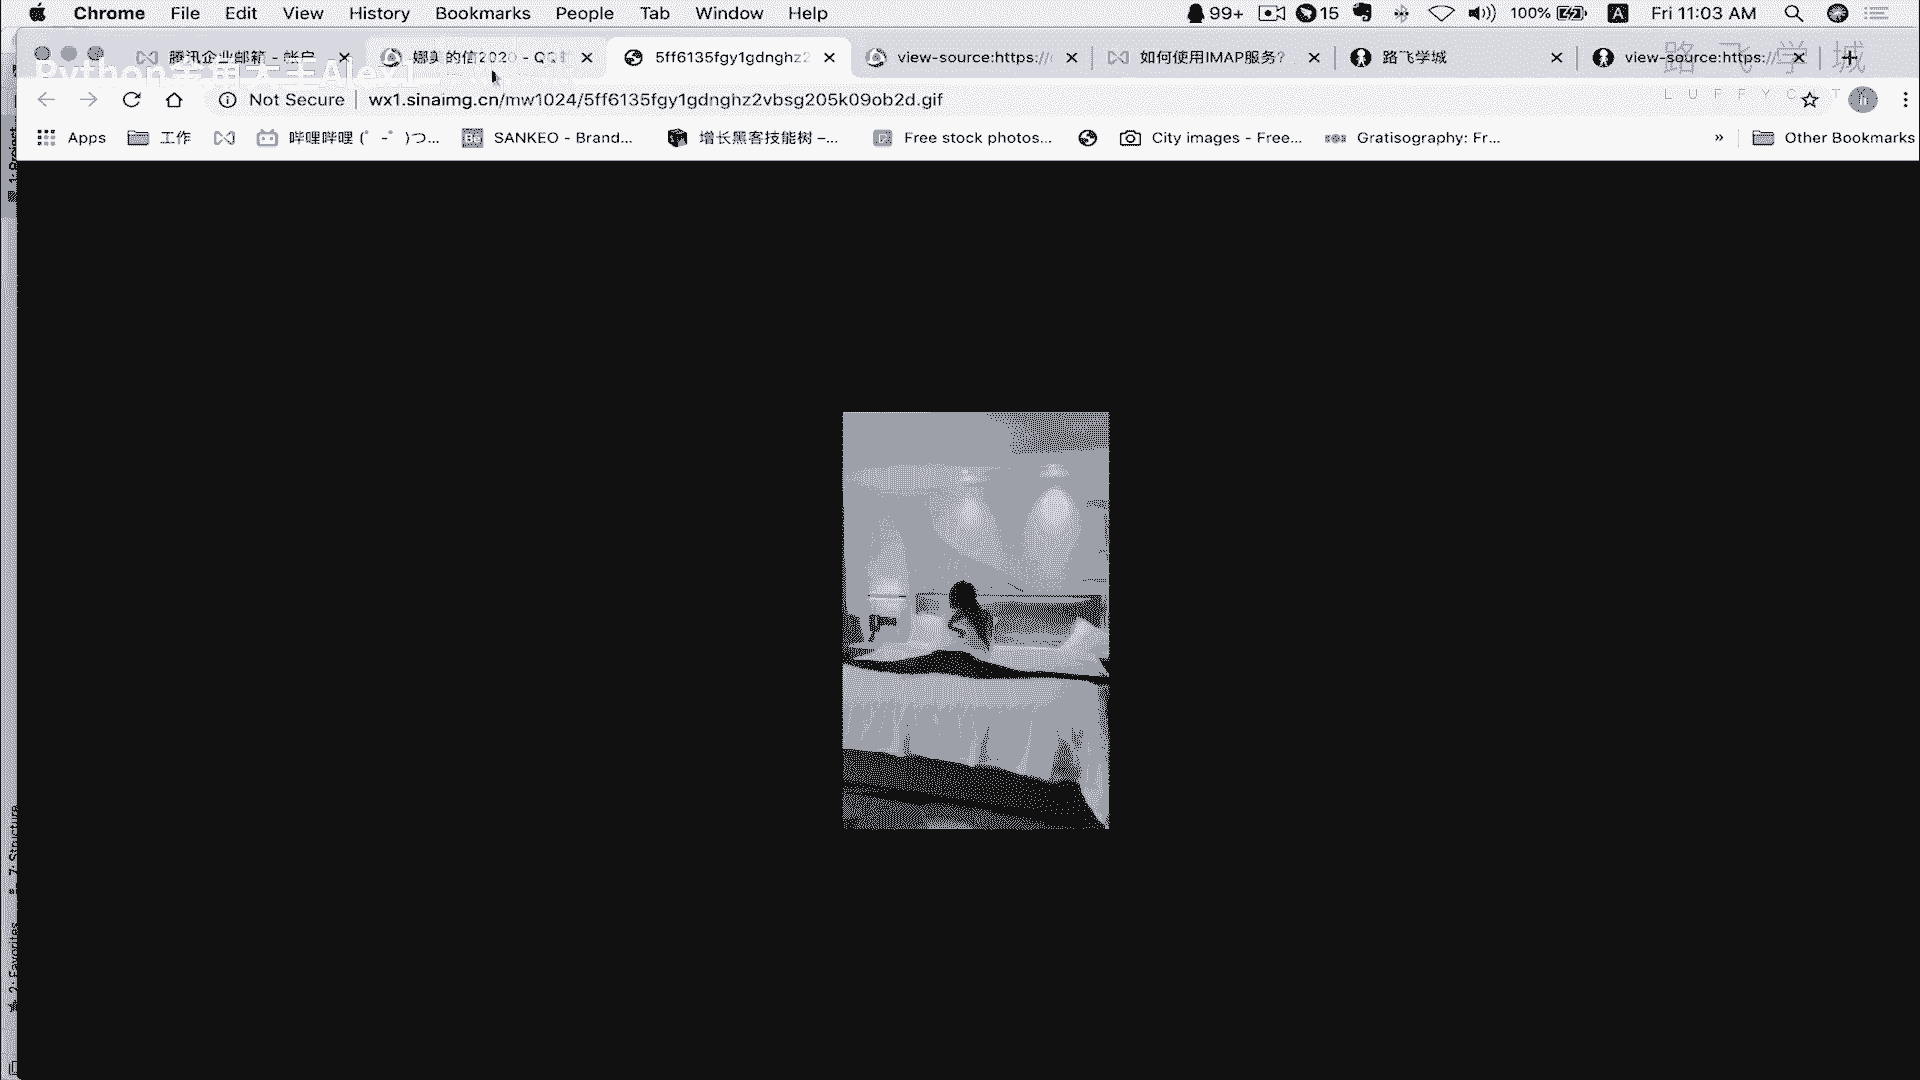 Chrome File Edit View History Bookmarks People Tab Window Help 99+ 15 100% A Fri 11:03 AM
腾讯企业邮箱 - 帐户 娜美的信2020 - QQ 5ff6135fgy1gdnghz2 view-source:https:// 如何使用IMAP服务? 路飞学城 view-source:https://
路飞学城
Python Alex
Not Secure wx1.sinaimg.cn/mw1024/5ff6135fgy1gdnghz2vbsg205k09ob2d.gif
LUFFYC T
Apps 工作 哔哩哔哩 (゜-゜)つ... SANKEO - Brand... 增长黑客技能树 –... Free stock photos... City images - Free... Gratisography: Fr... » Other Bookmarks
1: Project
7: Structure
2: Favorites